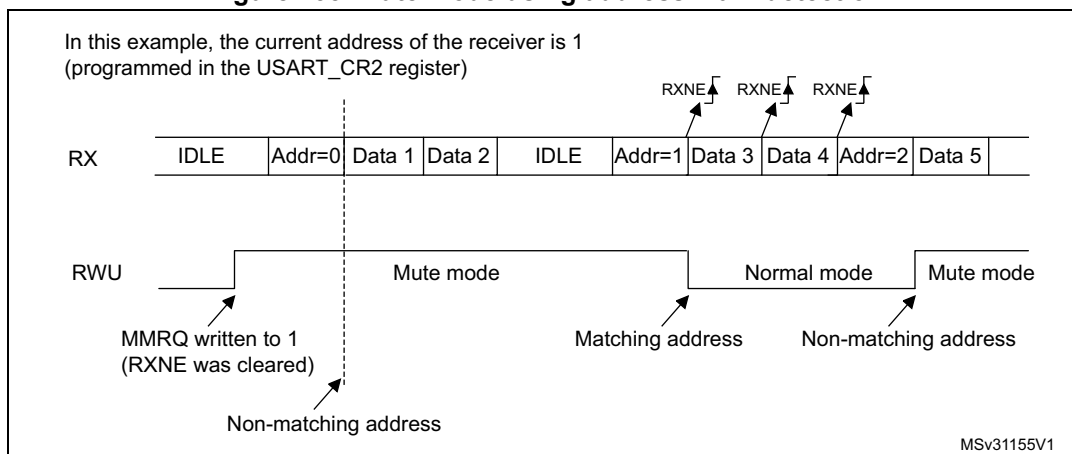 In this example, the current address of the receiver is 1
(programmed in the USART_CR2 register)
RXNE RXNE RXNE
RX IDLE Addr=0 Data 1 Data 2 IDLE Addr=1 Data 3 Data 4 Addr=2 Data 5
RWU Mute mode Normal mode Mute mode
MMRQ written to 1 Matching address Non-matching address
(RXNE was cleared)
Non-matching address
MSv31155V1